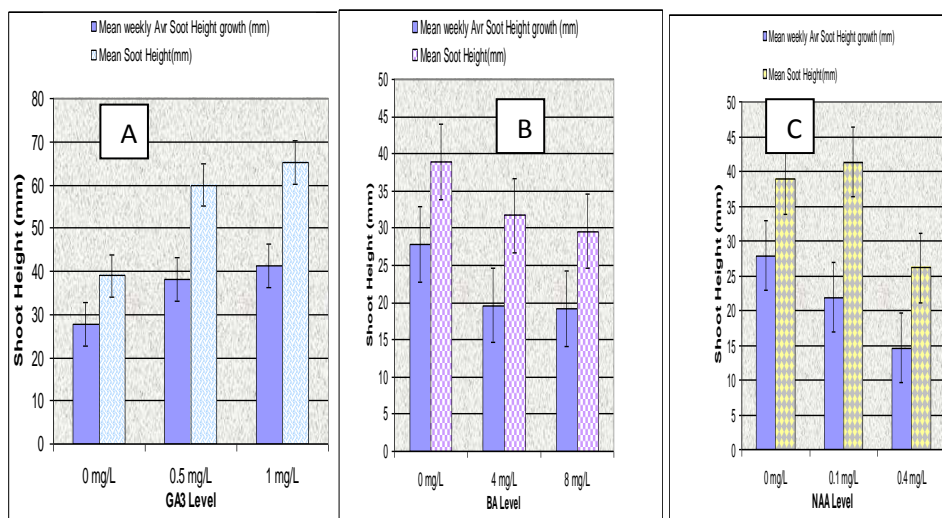 Mean weekly Avr Soot Height growth (mm)
Mean Soot Height(mm)
Shoot Height (mm)
80
70
60
50
40
30
20
10
0
A
0 mg/L 0.5 mg/L 1 mg/L
GA3 Level
Mean weekly Avr Soot Height growth (mm)
Mean Soot Height(mm)
Shoot Height (mm)
50
45
40
35
30
25
20
15
10
5
0
B
0 mg/L 4 mg/L 8 mg/L
BA Level
Mean weekly Avr Soot Height growth (mm)
Mean Soot Height(mm)
Shoot Height (mm)
50
45
40
35
30
25
20
15
10
5
0
C
0 mg/L 0.1 mg/L 0.4 mg/L
NAA Level